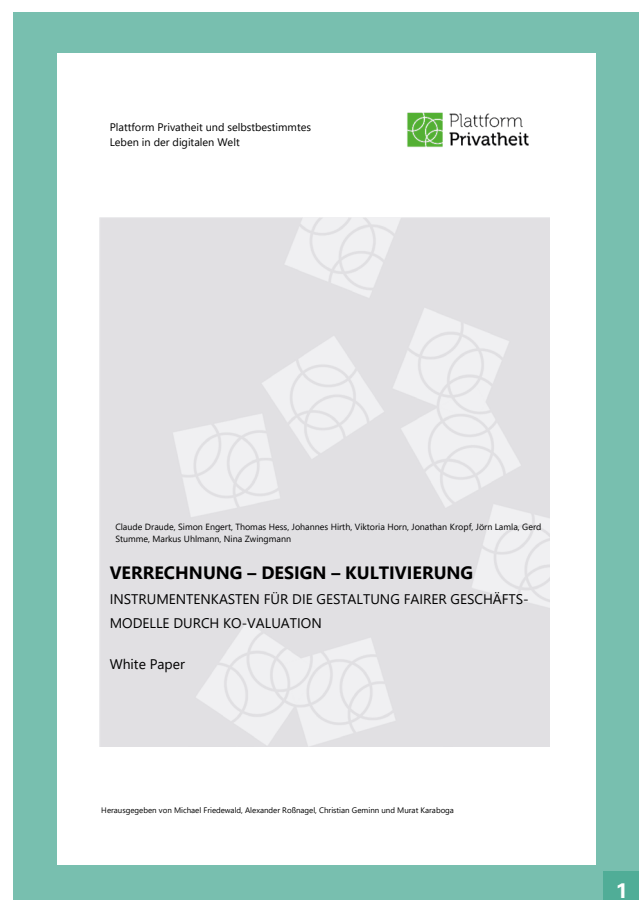 Plattform Privatheit und selbstbestimmtes
Leben in der digitalen Welt
Plattform
Privatheit
Claude Draude, Simon Engert, Thomas Hess, Johannes Hirth, Viktoria Horn, Jonathan Kropf, Jörn Lamla, Gerd
Stumme, Markus Uhlmann, Nina Zwingmann
VERRECHNUNG – DESIGN – KULTIVIERUNG
INSTRUMENTENKASTEN FÜR DIE GESTALTUNG FAIRER GESCHÄFTS-
MODELLE DURCH KO-VALUATION
White Paper
Herausgegeben von Michael Friedewald, Alexander Roßnagel, Christian Geminn und Murat Karaboga
1